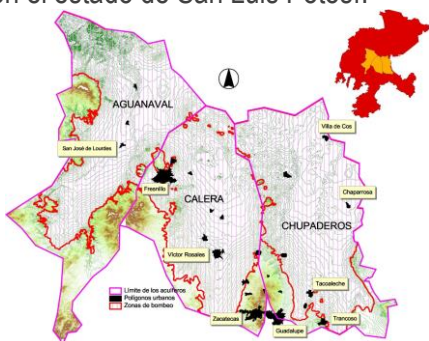 en el estado de San Luis Potosí.
AGUANAVAL
Villa de Cos
San José de Lourdes
Fresnillo
CALERA
Chaparrosa
CHUPADEROS
Víctor Rosales
Límite de los acuíferos
Polígonos urbanos
Zonas de bombeo
Tacoaleche
Zacatecas
Guadalupe
Trancoso